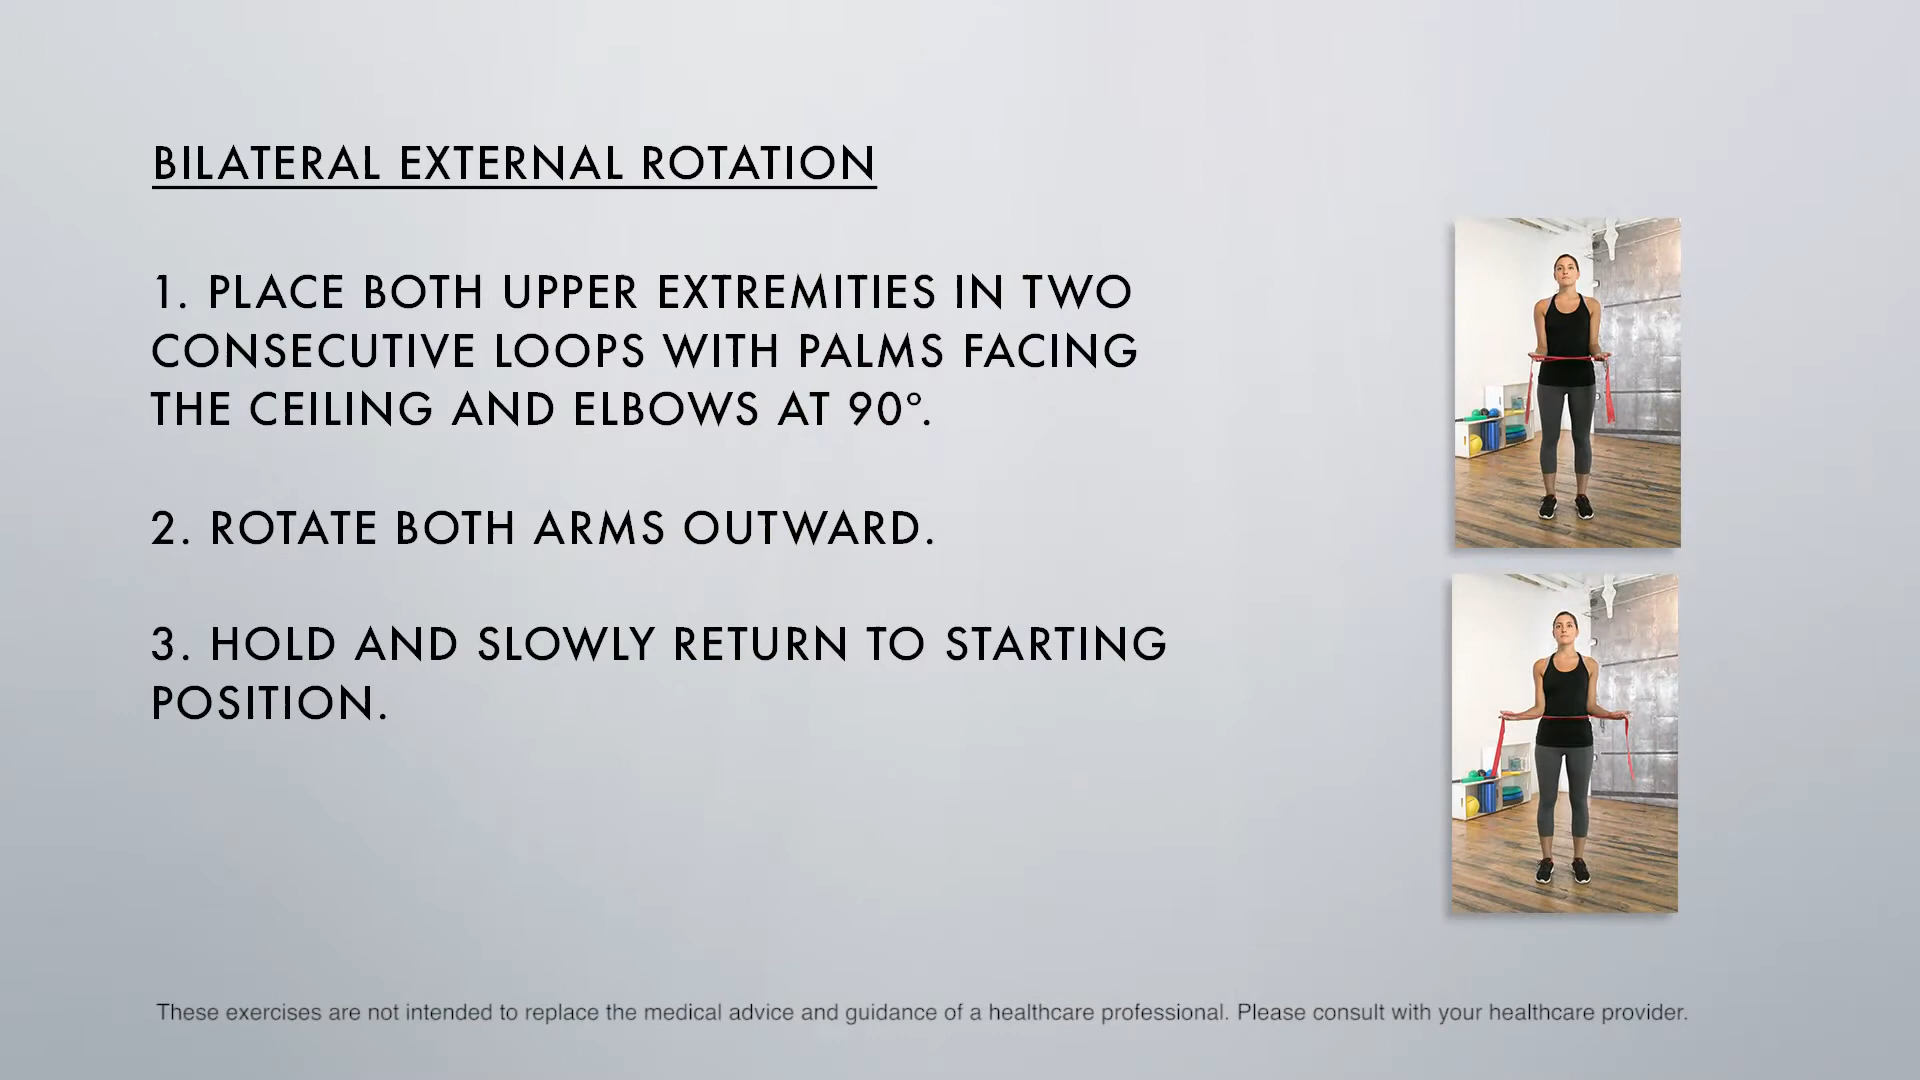 BILATERAL EXTERNAL ROTATION
1. PLACE BOTH UPPER EXTREMITIES IN TWO
CONSECUTIVE LOOPS WITH PALMS FACING
THE CEILING AND ELBOWS AT 90°.
2. ROTATE BOTH ARMS OUTWARD.
3. HOLD AND SLOWLY RETURN TO STARTING
POSITION.
These exercises are not intended to replace the medical advice and guidance of a healthcare professional. Please consult with your healthcare provider.